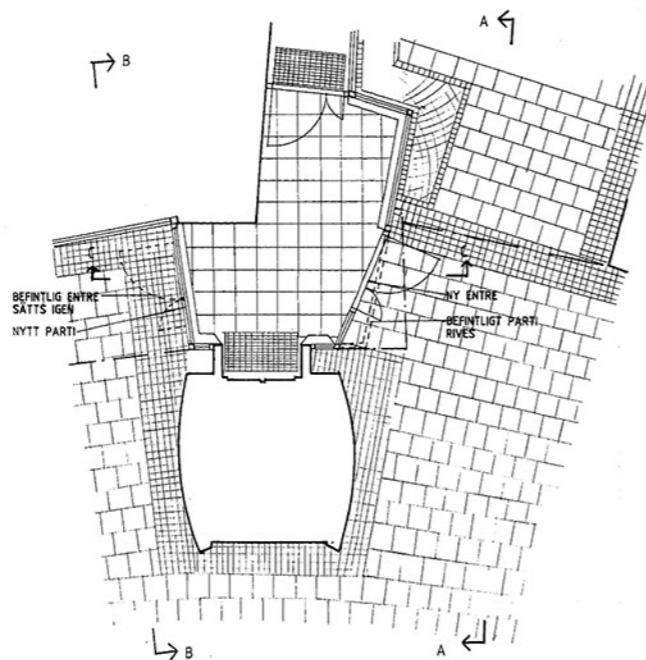 A
B
C
C
BEFINTLIG ENTRE
SÄTTS IGEN
NYTT PARTI
NY ENTRE
BEFINTLIGT PARTI
RIVES
B
A